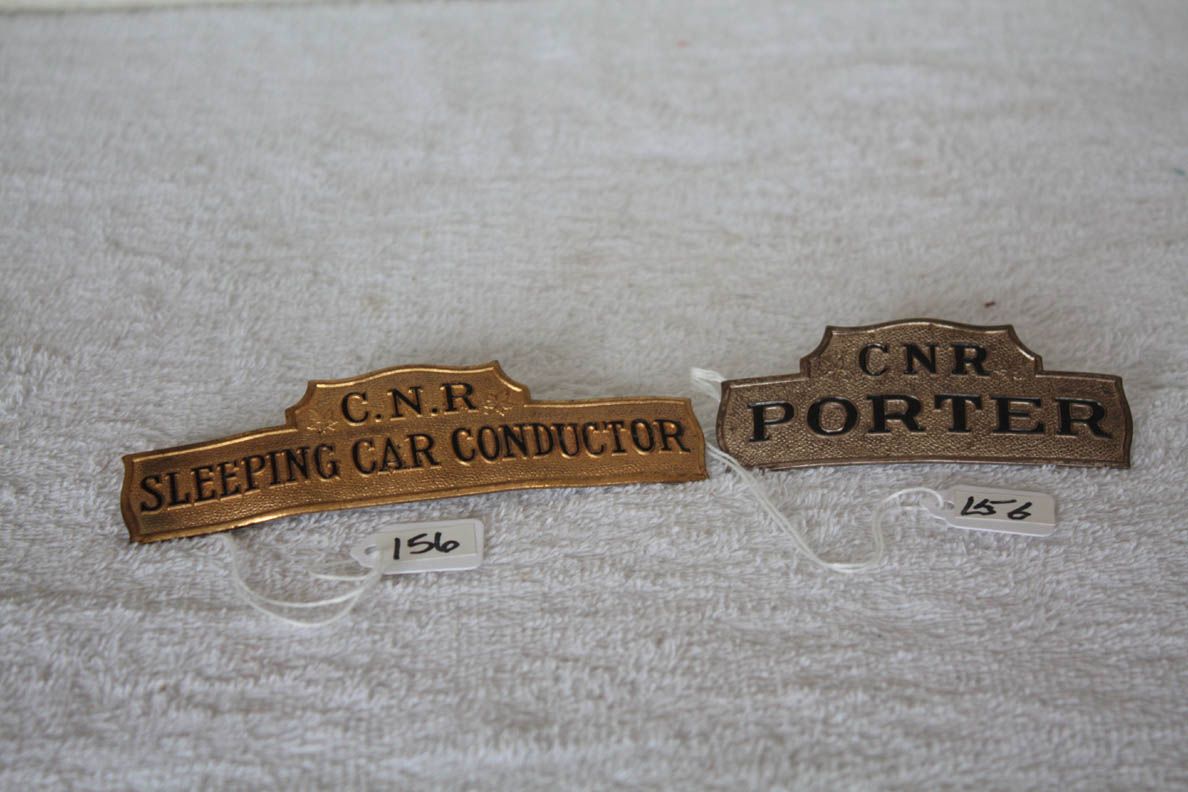 C.N.R
SLEEPING CAR CONDUCTOR
156
CNR
PORTER
156